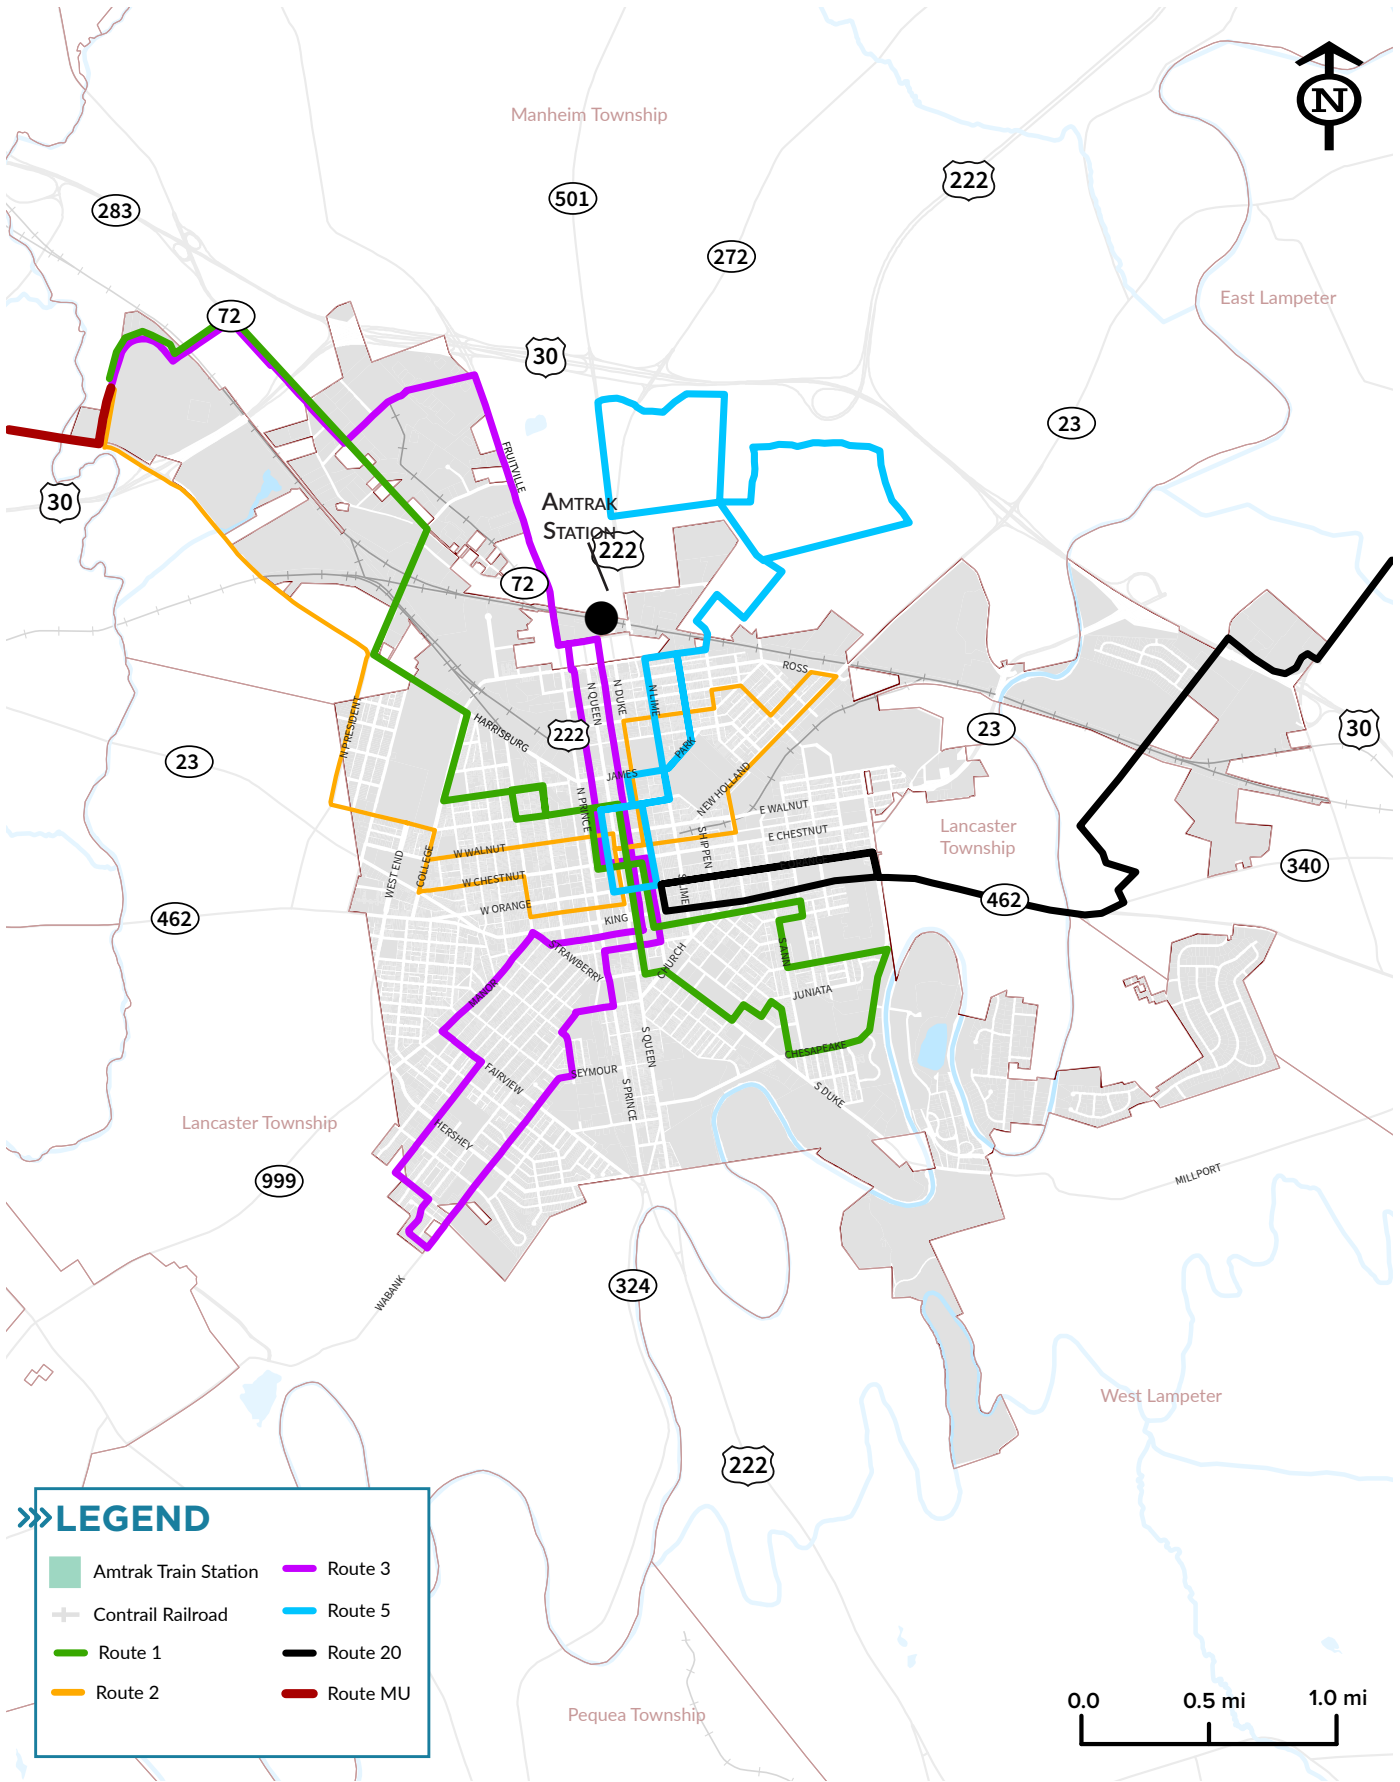 N
Manheim Township
222
501
283
272
East Lampeter
72
30
23
FRUITVILLE
30
AMTRAK
STATION
222
72
ROSS
N QUEEN
N DUKE
N LIME
N PRESIDENT
HARRISBURG
222
23
30
PARK
23
JAMES
NEW HOLLAND
N PRINCE
E WALNUT
E CHESTNUT
Lancaster
Township
SHIPPEN
W WALNUT
WEST END
COLLEGE
W CHESTNUT
340
S LIME
462
W ORANGE
KING
462
STRAWBERRY
CHURCH
S ANN
MANOR
JUNIATA
S QUEEN
CHESAPEAKE
FAIRVIEW
SEYMOUR
S PRINCE
S DUKE
Lancaster Township
HERSHEY
MILLPORT
999
WABANK
324
West Lampeter
222
LEGEND
Amtrak Train Station
Contrail Railroad
Route 1
Route 2
Route 3
Route 5
Route 20
Route MU
Pequea Township
0.0
0.5 mi
1.0 mi